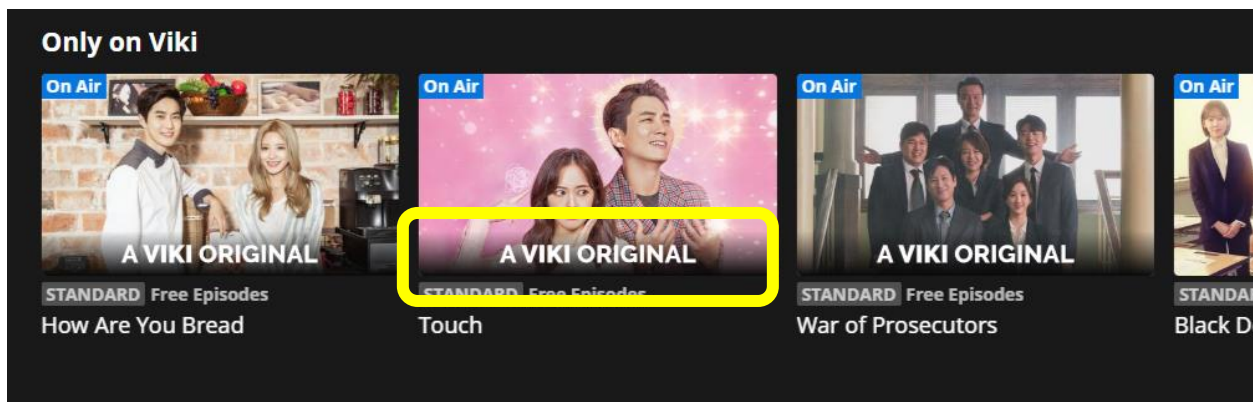 Only on Viki
On Air
On Air
On Air
On Air
A VIKI ORIGINAL
A VIKI ORIGINAL
A VIKI ORIGINAL
STANDARD Free Episodes
STANDARD Free Episodes
STANDARD Free Episodes
How Are You Bread
Touch
War of Prosecutors
Black